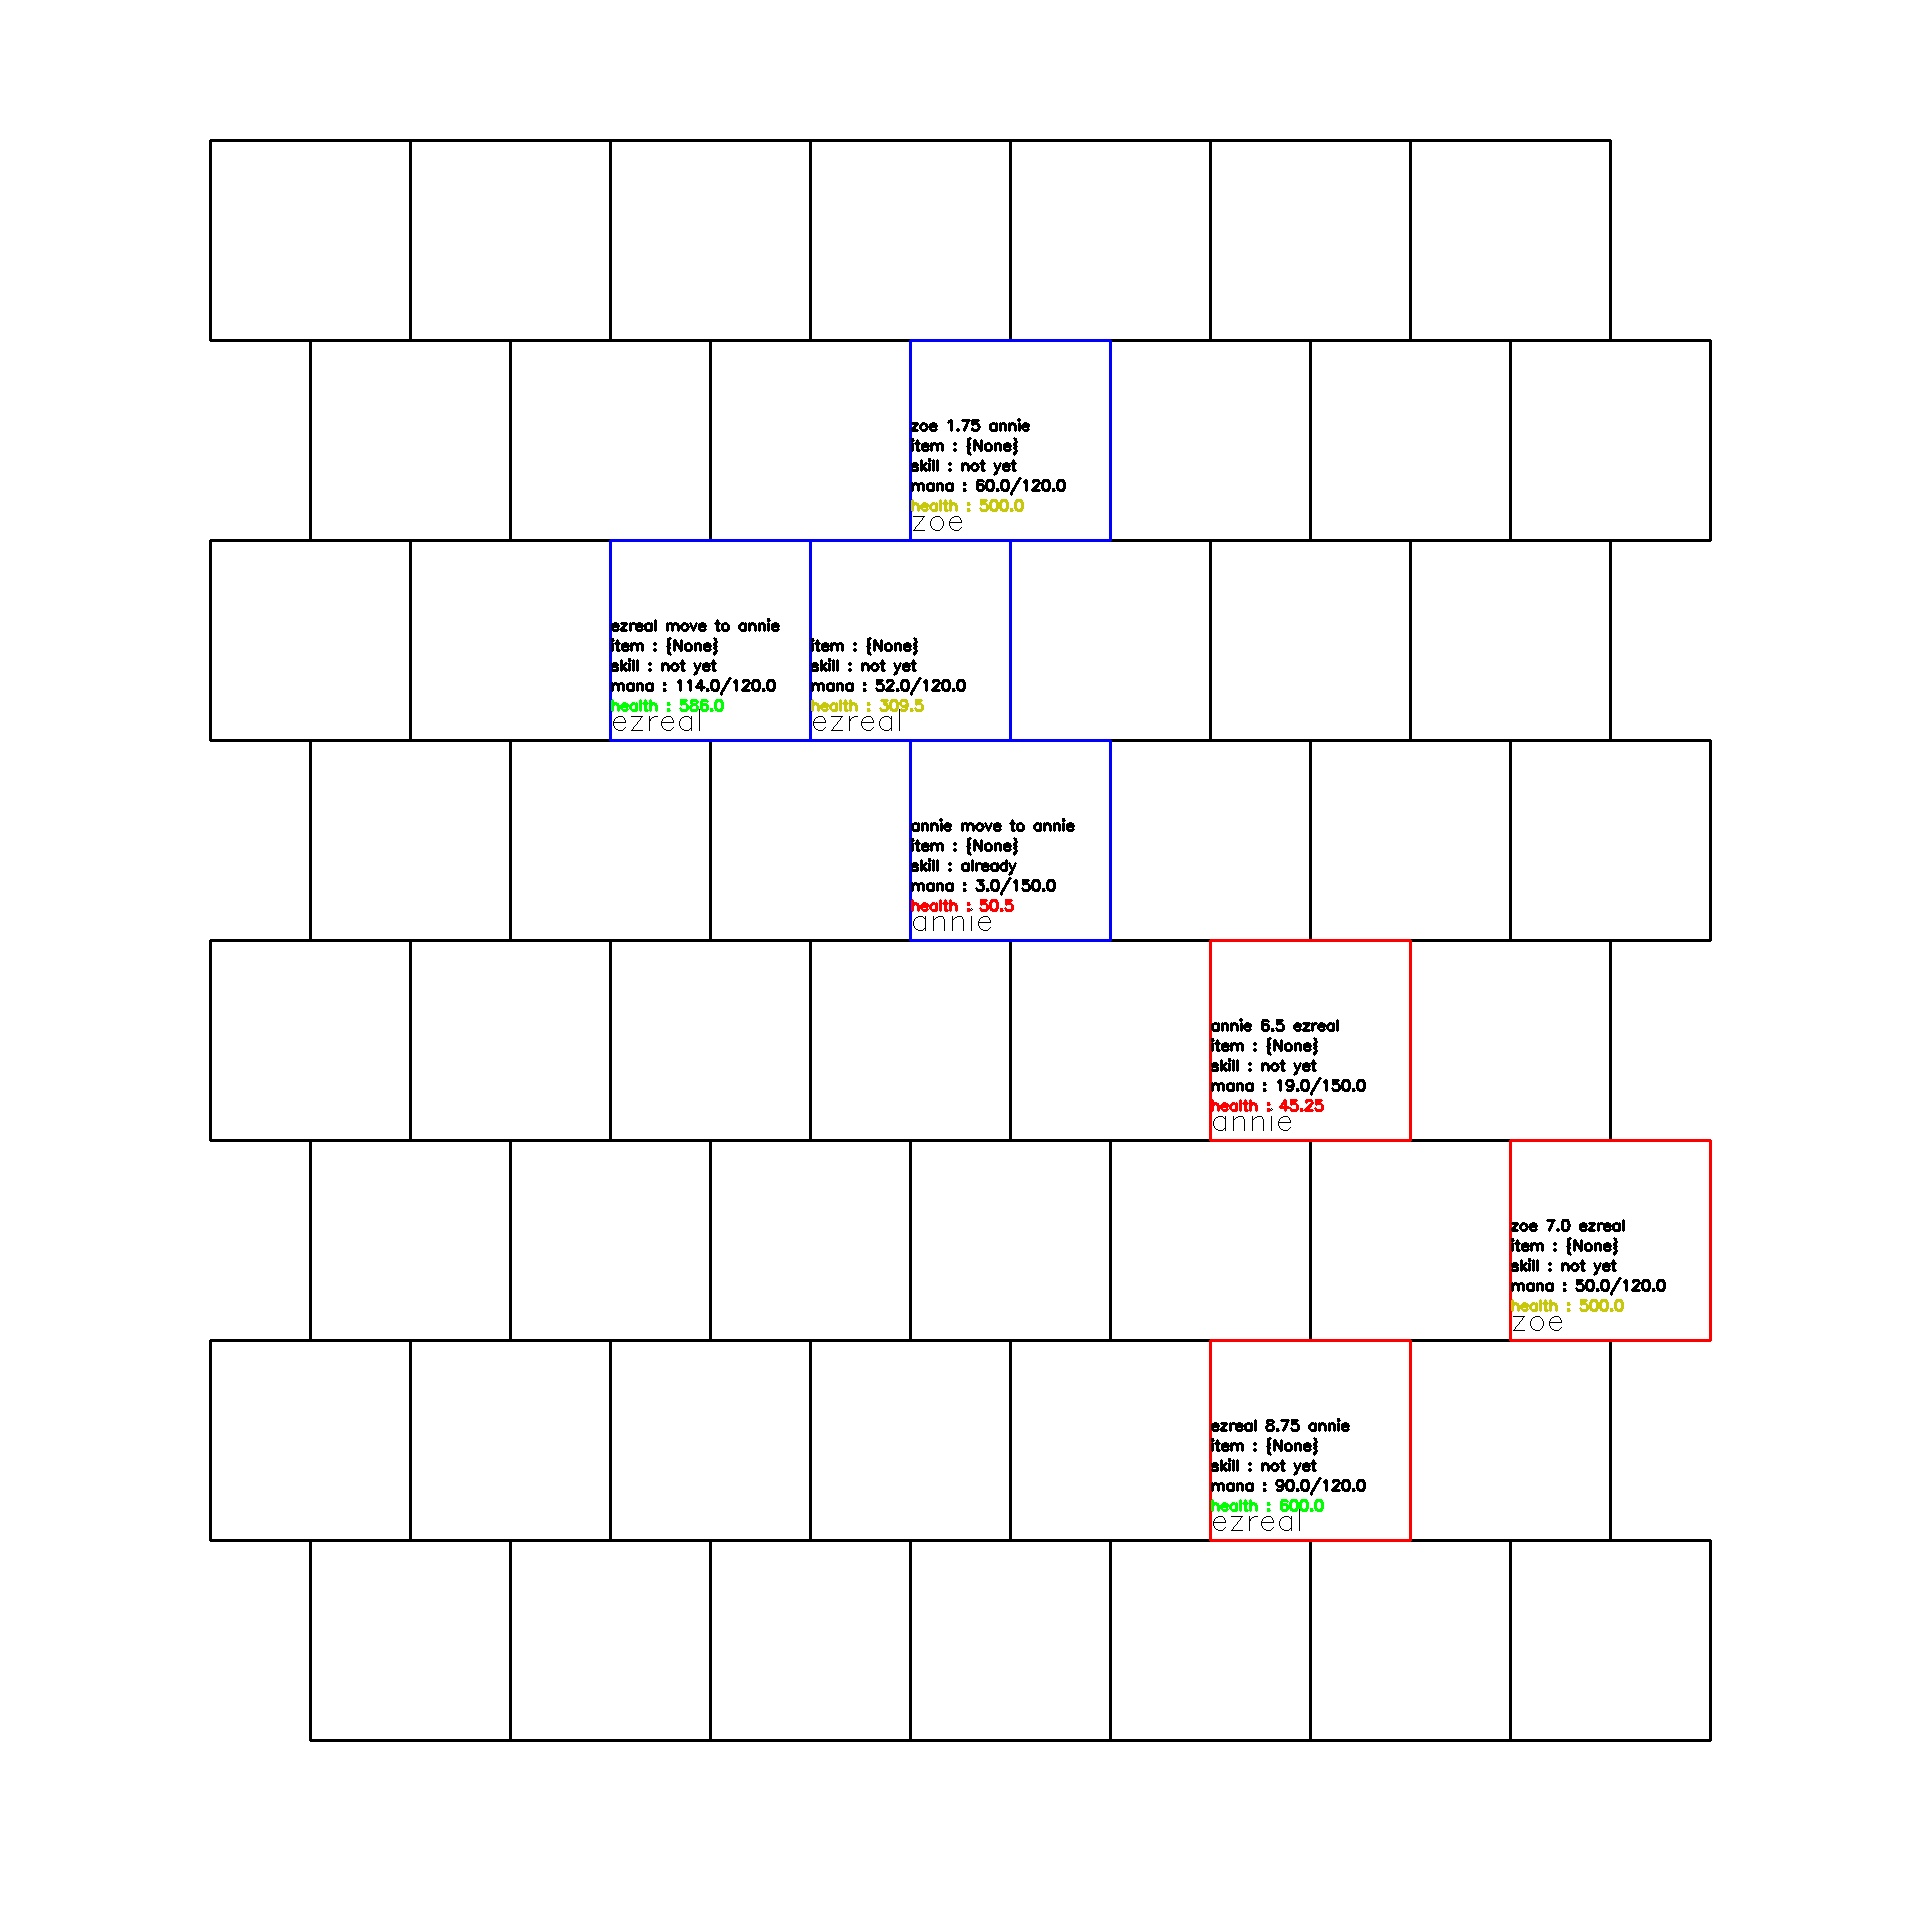 zoe 1.75 annie
item : {None}
skill : not yet
mana : 60.0/120.0
health : 500.0
zoe
ezreal move to annie
item : {None}
skill : not yet
mana : 114.0/120.0
health : 586.0
ezreal
item : {None}
skill : not yet
mana : 52.0/120.0
health : 309.5
ezreal
annie move to annie
item : {None}
skill : already
mana : 3.0/150.0
health : 50.5
annie
annie 6.5 ezreal
item : {None}
skill : not yet
mana : 19.0/150.0
health : 45.25
annie
zoe 7.0 ezreal
item : {None}
skill : not yet
mana : 50.0/120.0
health : 500.0
zoe
ezreal 8.75 annie
item : {None}
skill : not yet
mana : 90.0/120.0
health : 600.0
ezreal